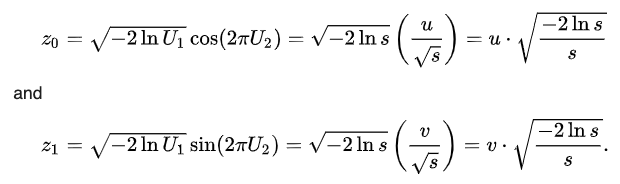 z₀ = √(−2 ln U₁) cos(2πU₂) = √(−2 ln s) (u/√s) = u · √(−2 ln s / s)
and
z₁ = √(−2 ln U₁) sin(2πU₂) = √(−2 ln s) (v/√s) = v · √(−2 ln s / s).